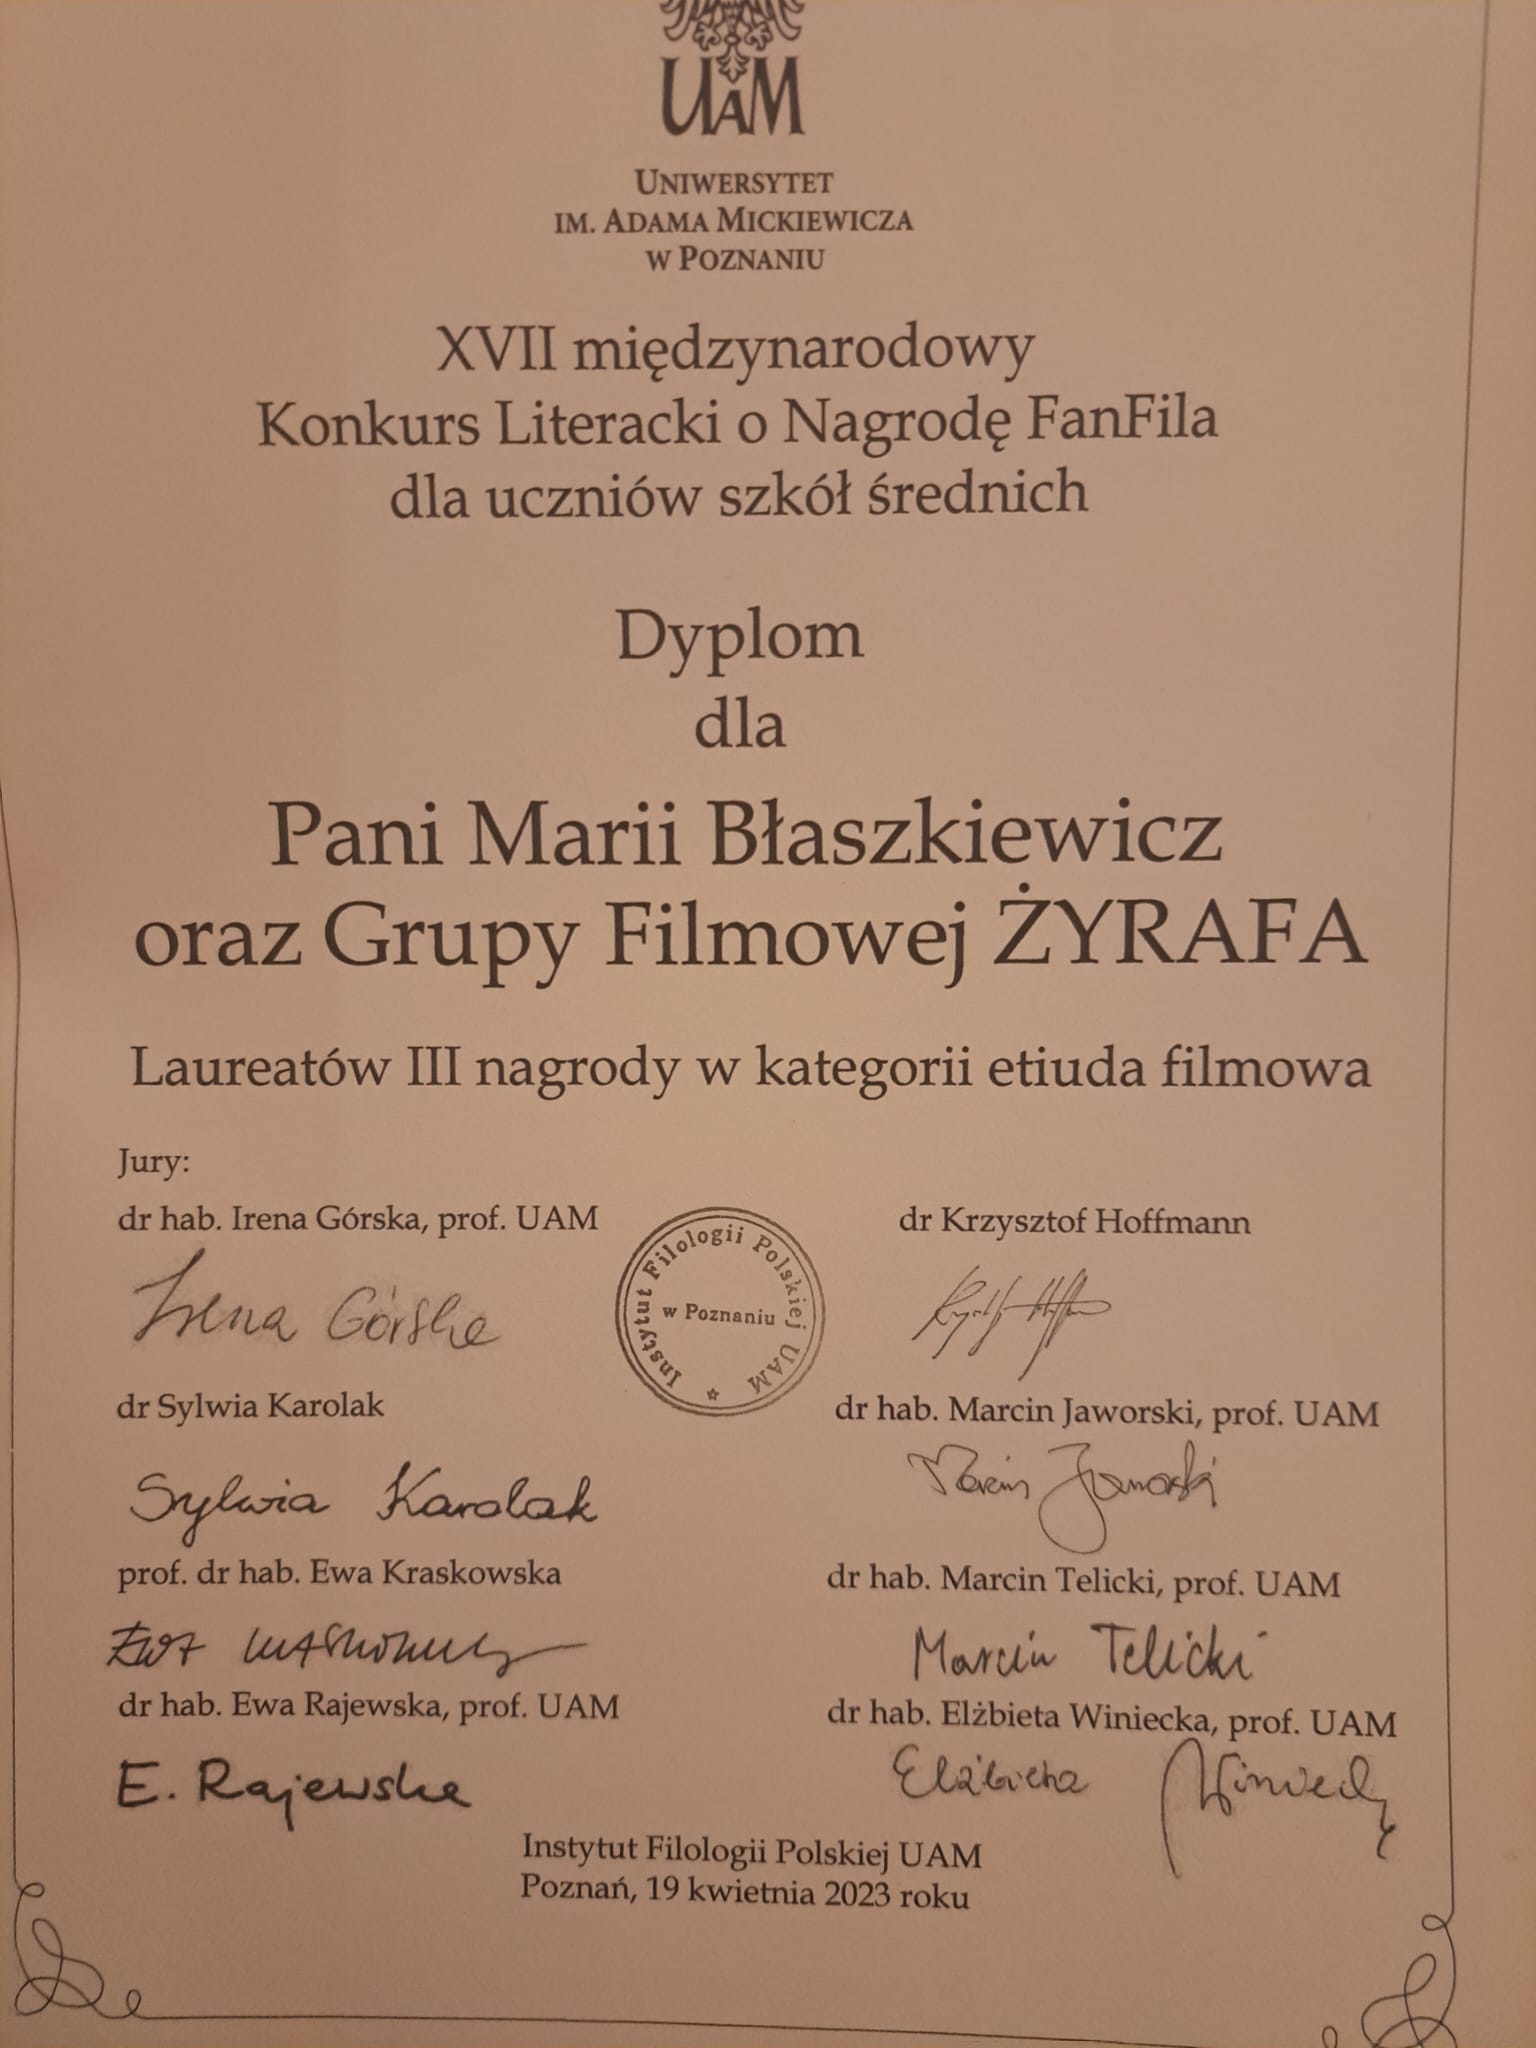 UAM
UNIWERSYTET
IM. ADAMA MICKIEWICZA
W POZNANIU
XVII międzynarodowy
Konkurs Literacki o Nagrodę FanFila
dla uczniów szkół średnich
Dyplom
dla
Pani Marii Błaszkiewicz
oraz Grupy Filmowej ŻYRAFA
Laureatów III nagrody w kategorii etiuda filmowa
Jury:
dr hab. Irena Górska, prof. UAM
Irena Górska
dr Sylwia Karolak
Sylwia Karolak
prof. dr hab. Ewa Kraskowska
Ewa Kraskowska
dr hab. Ewa Rajewska, prof. UAM
E. Rajewska
Instytut Filologii Polskiej UAM
w Poznaniu
dr Krzysztof Hoffmann
dr hab. Marcin Jaworski, prof. UAM
Marcin Jaworski
dr hab. Marcin Telicki, prof. UAM
Marcin Telicki
dr hab. Elżbieta Winiecka, prof. UAM
Elżbieta Winiecka
Instytut Filologii Polskiej UAM
Poznań, 19 kwietnia 2023 roku